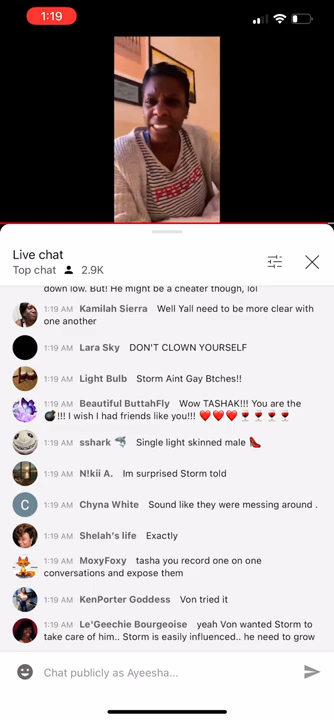 1:19
Live chat
Top chat 2.9K
down low. But! He might be a cheater though, lol
1:19 AM Kamilah Sierra Well Yall need to be more clear with
one another
1:19 AM Lara Sky DON'T CLOWN YOURSELF
1:19 AM Light Bulb Storm Aint Gay Btches!!
1:19 AM Beautiful ButtahFly Wow TASHAK!!! You are the
💣!!! I wish I had friends like you!!! ❤️❤️❤️🍷🍷🍷🍷
1:19 AM sshark 🦈 Single light skinned male 👠
1:19 AM N!kii A. Im surprised Storm told
C
1:19 AM Chyna White Sound like they were messing around .
1:19 AM Shelah's life Exactly
1:19 AM MoxyFoxy tasha you record one on one
conversations and expose them
1:19 AM KenPorter Goddess Von tried it
1:19 AM Le'Geechie Bourgeoise yeah Von wanted Storm to
take care of him.. Storm is easily influenced.. he need to grow
Chat publicly as Ayeesha...